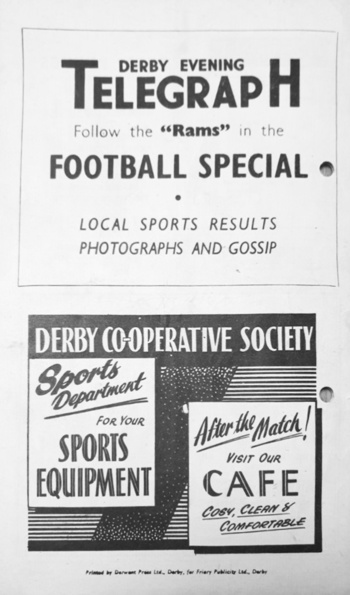 DERBY EVENING
TELEGRAPH
Follow the "Rams" in the
FOOTBALL SPECIAL
•
LOCAL SPORTS RESULTS
PHOTOGRAPHS AND GOSSIP
DERBY CO-OPERATIVE SOCIETY
Sports
Department
FOR YOUR
SPORTS
EQUIPMENT
After the Match!
VISIT OUR
CAFE
COSY, CLEAN &
COMFORTABLE
Printed by Derwent Press Ltd., Derby, for Friary Publicity Ltd., Derby